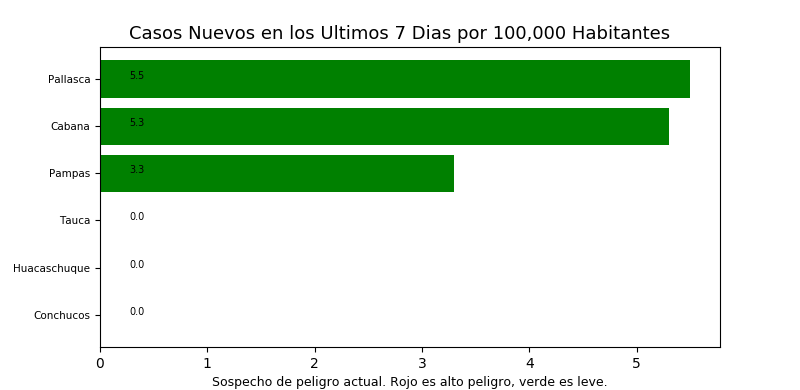 Casos Nuevos en los Ultimos 7 Dias por 100,000 Habitantes
Pallasca 5.5
Cabana 5.3
Pampas 3.3
Tauca 0.0
Huacaschuque 0.0
Conchucos 0.0
0 1 2 3 4 5
Sospecho de peligro actual. Rojo es alto peligro, verde es leve.